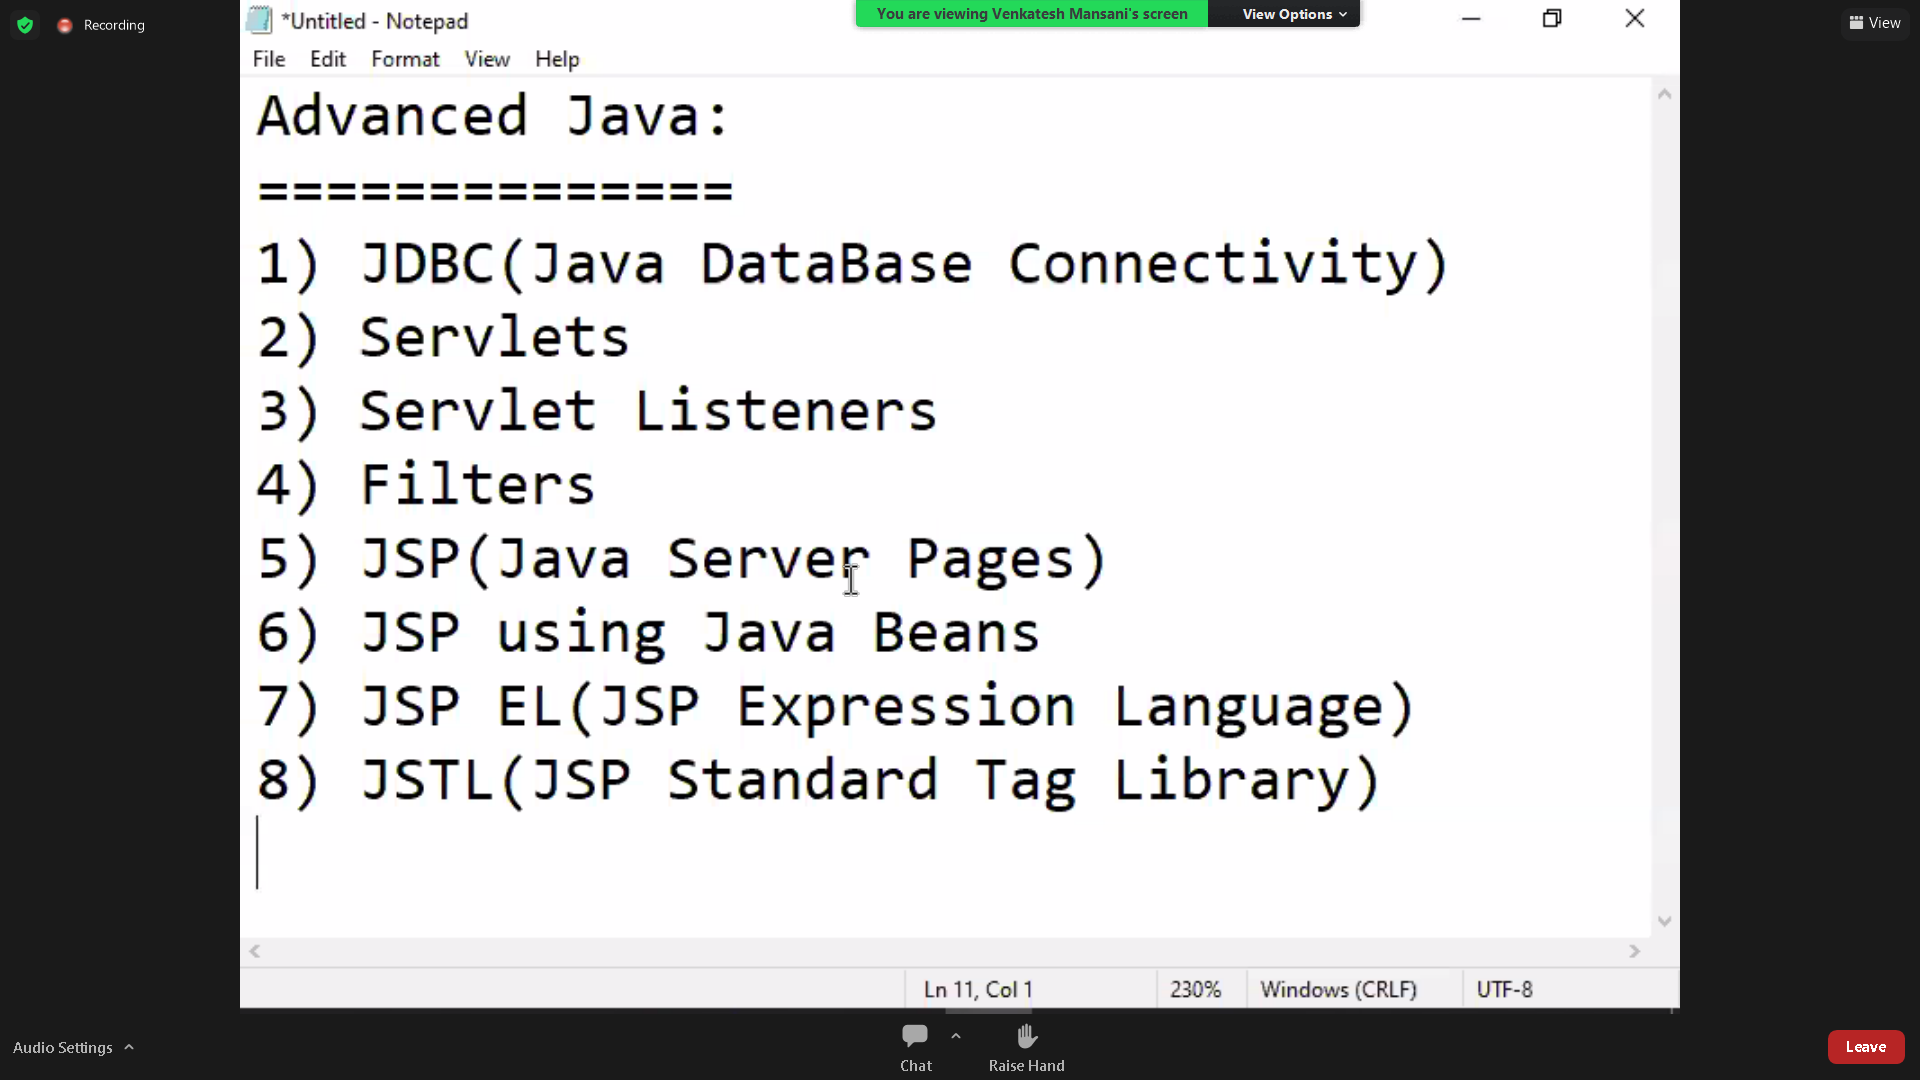 Recording
*Untitled - Notepad
You are viewing Venkatesh Mansani's screen
View Options
View
File Edit Format View Help
Advanced Java:
==============
1) JDBC(Java DataBase Connectivity)
2) Servlets
3) Servlet Listeners
4) Filters
5) JSP(Java Server Pages)
6) JSP using Java Beans
7) JSP EL(JSP Expression Language)
8) JSTL(JSP Standard Tag Library)
Ln 11, Col 1 230% Windows (CRLF) UTF-8
Audio Settings
Chat
Raise Hand
Leave